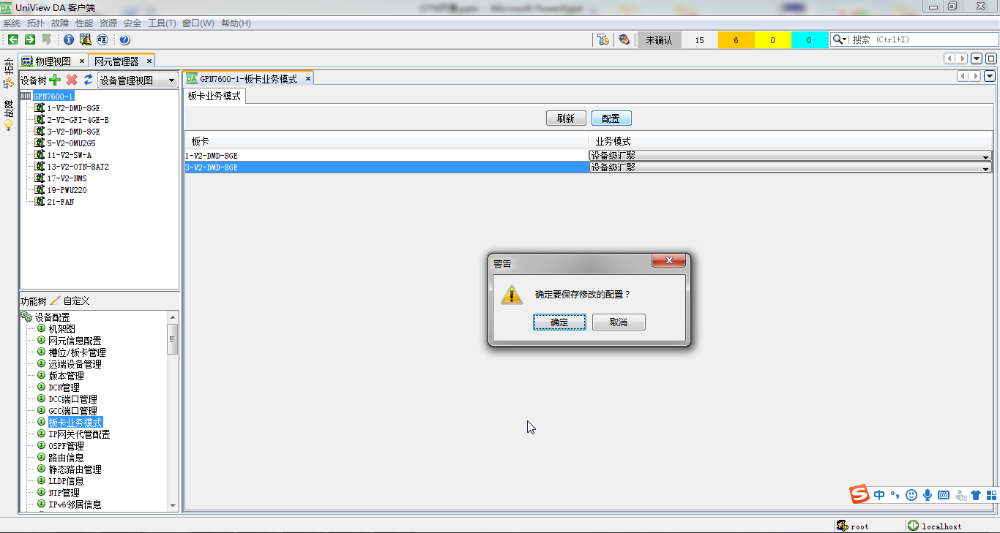 UniView DA 客户端
系统 拓扑 故障 性能 资源 安全 工具(T) 窗口(W) 帮助(H)
未确认 15 6 0 0 搜索 (Ctrl+I)
拓扑
故障
物理视图 网元管理器
设备树 设备管理视图
GPN7600-1
1-V2-DMD-8GE
2-V2-GFT-4GE-B
3-V2-DMD-8GE
5-V2-OMU2G5
11-V2-SW-A
13-V2-OTN-8AT2
17-V2-NMS
19-PWU220
21-FAN
功能树 自定义
设备配置
机架图
网元信息配置
槽位/板卡管理
远端设备管理
版本管理
DCN管理
DCC端口管理
GCC端口管理
板卡业务模式
IP网关代管配置
OSPF管理
路由信息
静态路由管理
LLDP信息
NTP管理
IPv6邻居信息
DA GPN7600-1-板卡业务模式
板卡业务模式
刷新 配置
板卡 业务模式
1-V2-DMD-8GE 设备级汇聚
3-V2-DMD-8GE 设备级汇聚
警告
确定要保存修改的配置？
确定 取消
中
root localhost